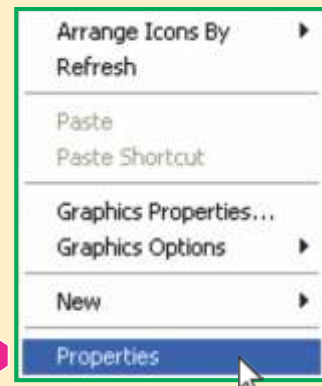 Arrange Icons By
Refresh
Paste
Paste Shortcut
Graphics Properties...
Graphics Options
New
Properties